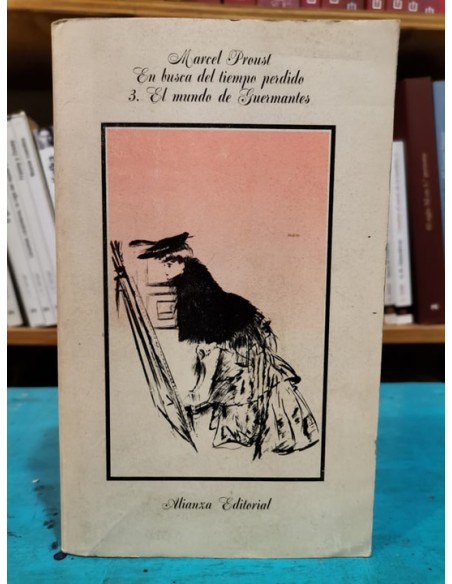 Marcel Proust
En busca del tiempo perdido
3. El mundo de Guermantes
Alianza Editorial